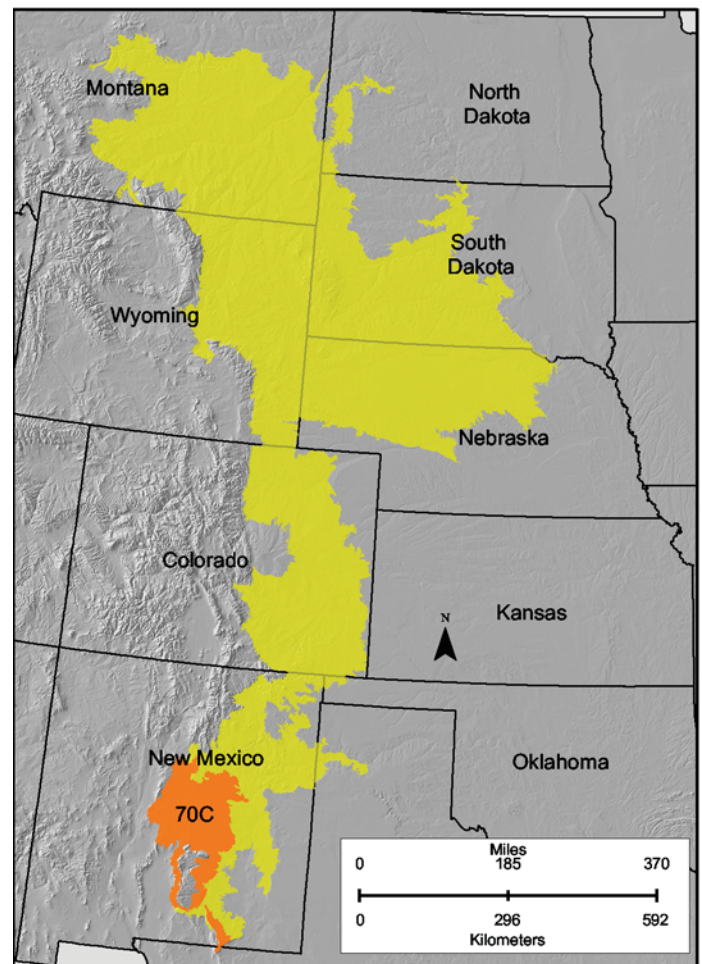 Montana
North
Dakota
South
Dakota
Wyoming
Nebraska
Colorado
Kansas
N
New Mexico
Oklahoma
70C
Miles
0 185 370
0 296 592
Kilometers